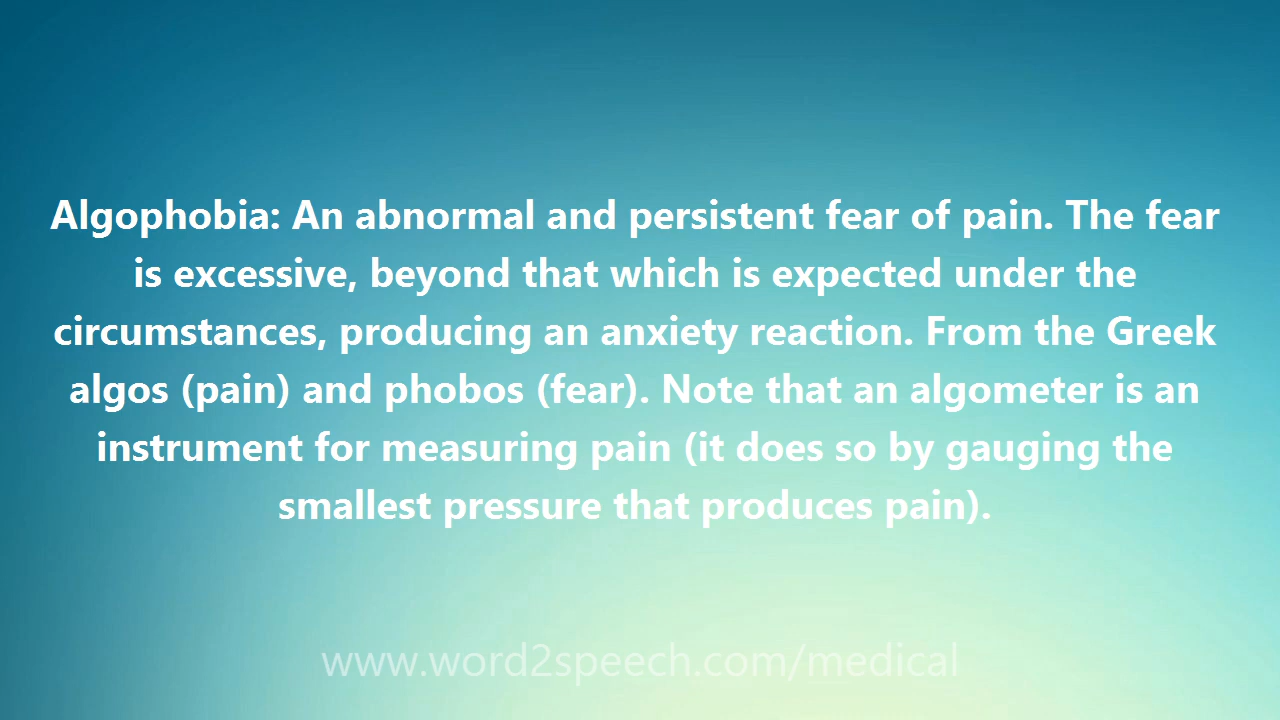 Algophobia: An abnormal and persistent fear of pain. The fear
is excessive, beyond that which is expected under the
circumstances, producing an anxiety reaction. From the Greek
algos (pain) and phobos (fear). Note that an algometer is an
instrument for measuring pain (it does so by gauging the
smallest pressure that produces pain).
www.word2speech.com/medical